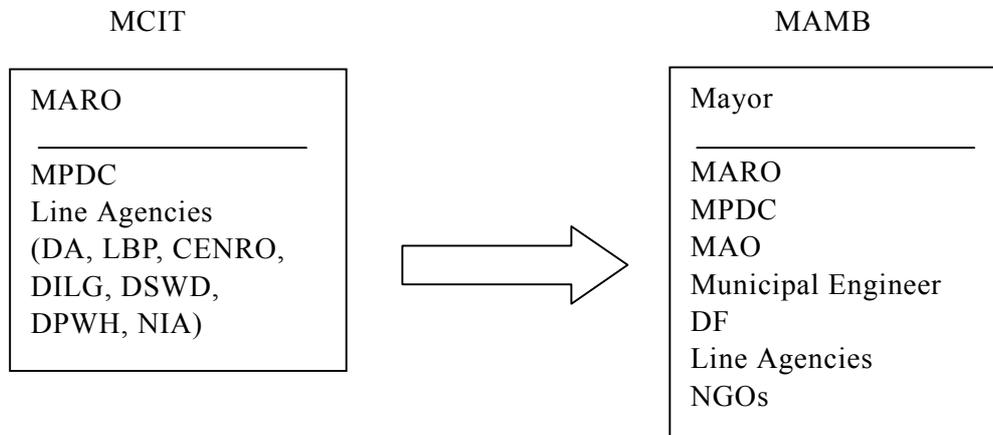 MCIT
MARO
MPDC
Line Agencies
(DA, LBP, CENRO,
DILG, DSWD,
DPWH, NIA)
MAMB
Mayor
MARO
MPDC
MAO
Municipal Engineer
DF
Line Agencies
NGOs